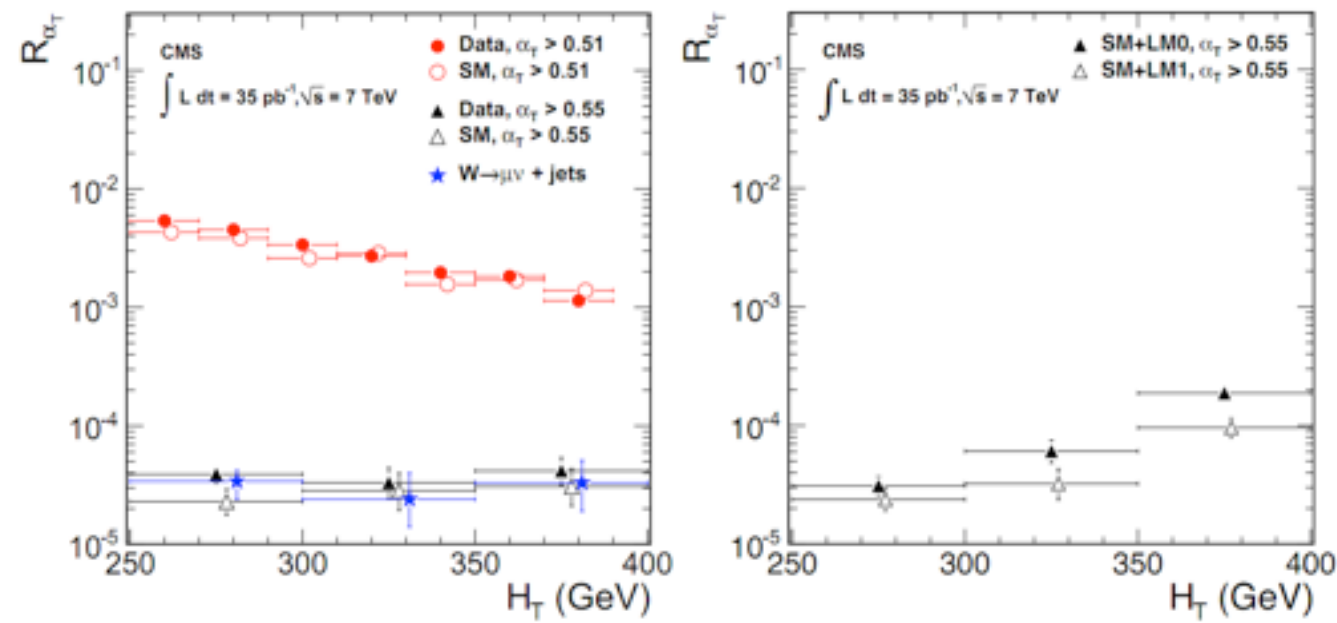 R_{α_T}
10⁻¹
10⁻²
10⁻³
10⁻⁴
10⁻⁵
CMS
∫ L dt = 35 pb⁻¹,√s = 7 TeV
Data, α_T > 0.51
SM, α_T > 0.51
Data, α_T > 0.55
SM, α_T > 0.55
W→μν + jets
250 300 350 400
H_T (GeV)
R_{α_T}
10⁻¹
10⁻²
10⁻³
10⁻⁴
10⁻⁵
CMS
∫ L dt = 35 pb⁻¹,√s = 7 TeV
SM+LM0, α_T > 0.55
SM+LM1, α_T > 0.55
250 300 350 400
H_T (GeV)